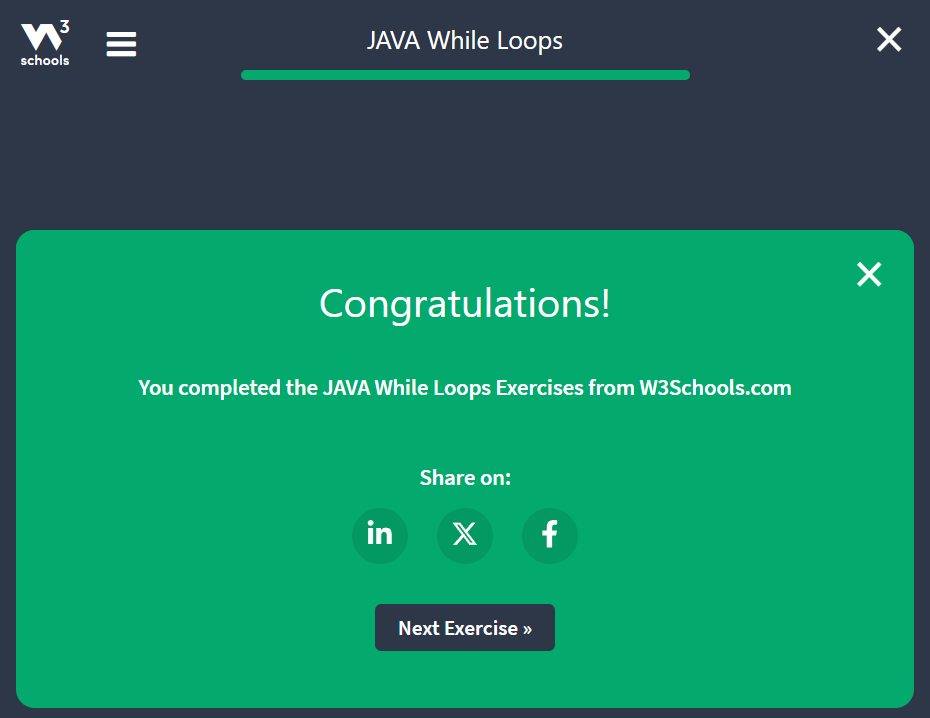 W3
schools
JAVA While Loops
Congratulations!
You completed the JAVA While Loops Exercises from W3Schools.com
Share on:
in
X
f
Next Exercise »